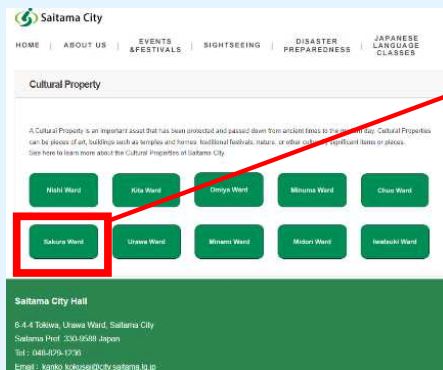 Saitama City
HOME | ABOUT US | EVENTS &FESTIVALS | SIGHTSEEING | DISASTER PREPAREDNESS | JAPANESE LANGUAGE CLASSES
Cultural Property
A Cultural Property is an important asset that has been protected and passed down from ancient times to the present day. Cultural Properties
can be pieces of art, buildings such as temples and homes, traditional festivals, nature, or other culturally significant items or places.
See here to learn more about the Cultural Properties of Saitama City.
Nishi Ward Kita Ward Omiya Ward Minuma Ward Chuo Ward
Sakura Ward Urawa Ward Minami Ward Midori Ward Iwatsuki Ward
Saitama City Hall
6-4-4 Tokiwa, Urawa Ward, Saitama City
Saitama Pref. 330-9588 Japan
Tel : 048-829-1236
Email : kanko kokusei@city.saitama.lg.jp